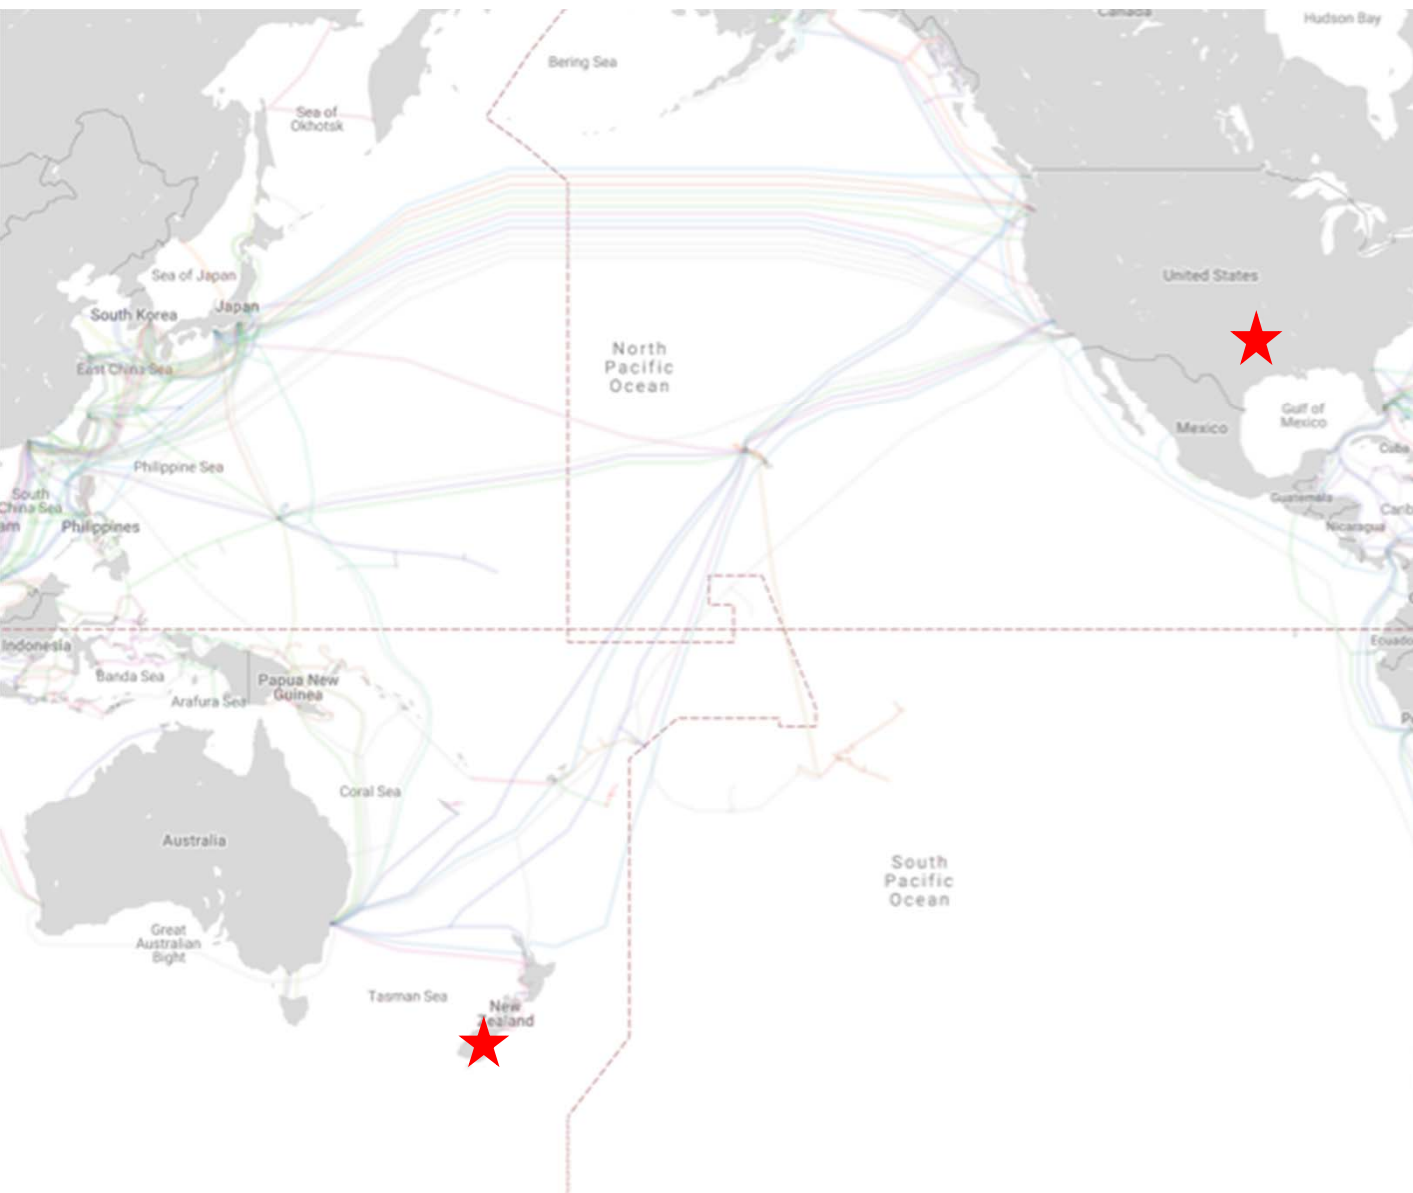 Canada
Hudson Bay
Bering Sea
Sea of
Okhotsk
Sea of Japan
United States
Japan
South Korea
North
Pacific
Ocean
East China Sea
Gulf of
Mexico
Mexico
Cuba
Philippine Sea
South
China Sea
Guatemala
Philippines
Nicaragua
Indonesia
Banda Sea
Papua New
Guinea
Arafura Sea
Coral Sea
Australia
South
Pacific
Ocean
Great
Australian
Bight
Tasman Sea
New
Zealand